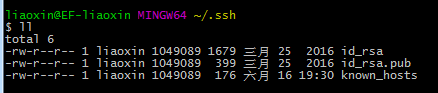 liaoxin@EF-liaoxin MINGW64 ~/.ssh
$ ll
total 6
-rw-r--r-- 1 liaoxin 1049089 1679 三月 25 2016 id_rsa
-rw-r--r-- 1 liaoxin 1049089 399 三月 25 2016 id_rsa.pub
-rw-r--r-- 1 liaoxin 1049089 176 六月 16 19:30 known_hosts